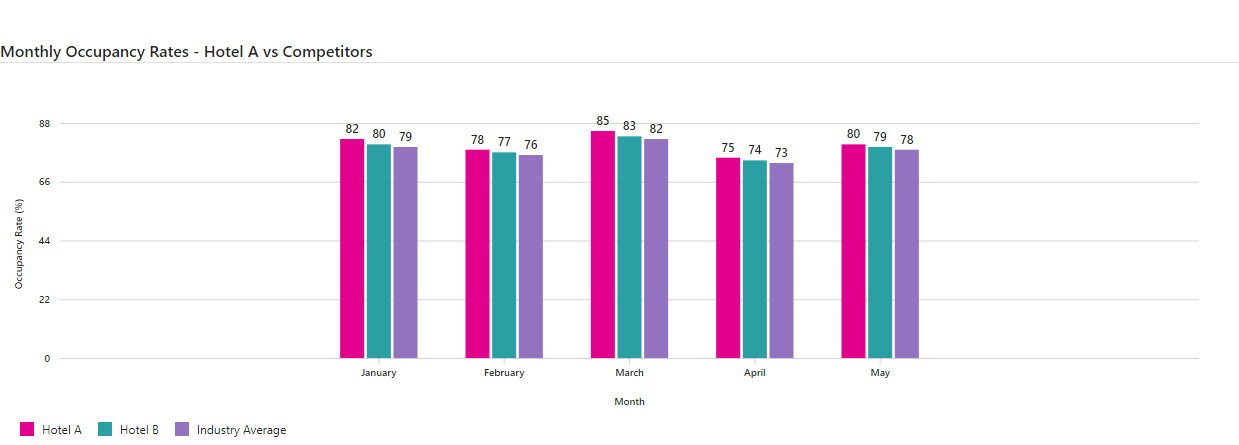 Monthly Occupancy Rates - Hotel A vs Competitors
88
66
44
22
0
Occupancy Rate (%)
82 80 79
78 77 76
85 83 82
75 74 73
80 79 78
January February March April May
Month
Hotel A Hotel B Industry Average